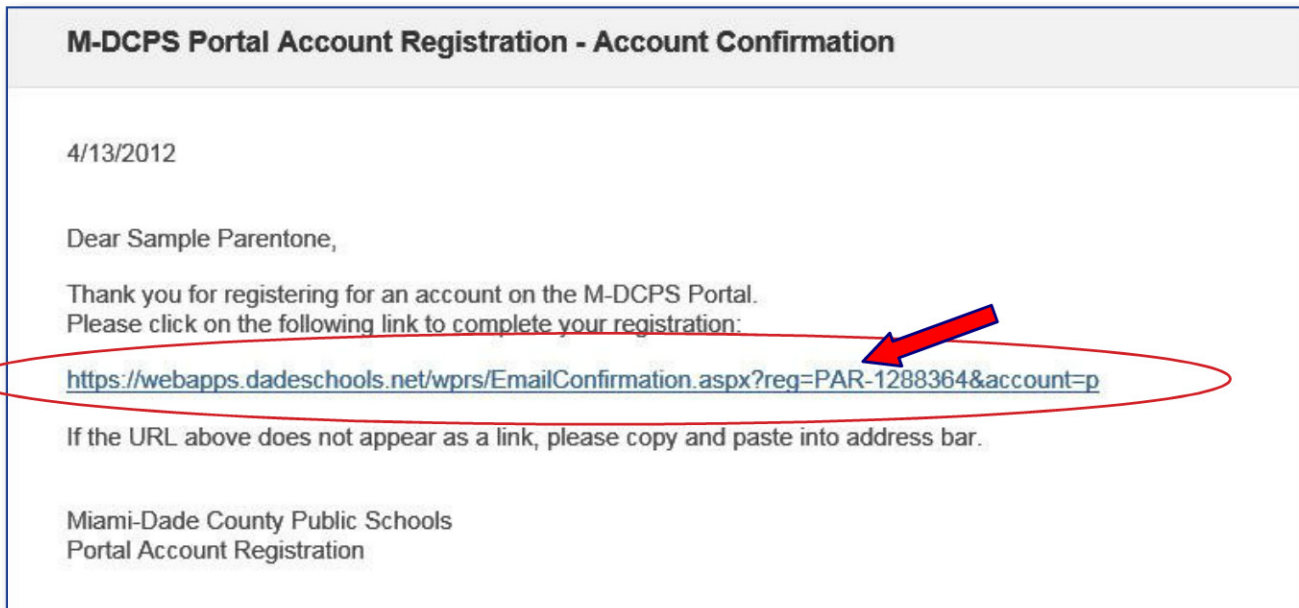 M-DCPS Portal Account Registration - Account Confirmation
4/13/2012
Dear Sample Parentone,
Thank you for registering for an account on the M-DCPS Portal.
Please click on the following link to complete your registration:
https://webapps.dadeschools.net/wprs/EmailConfirmation.aspx?reg=PAR-1288364&account=p
If the URL above does not appear as a link, please copy and paste into address bar.
Miami-Dade County Public Schools
Portal Account Registration